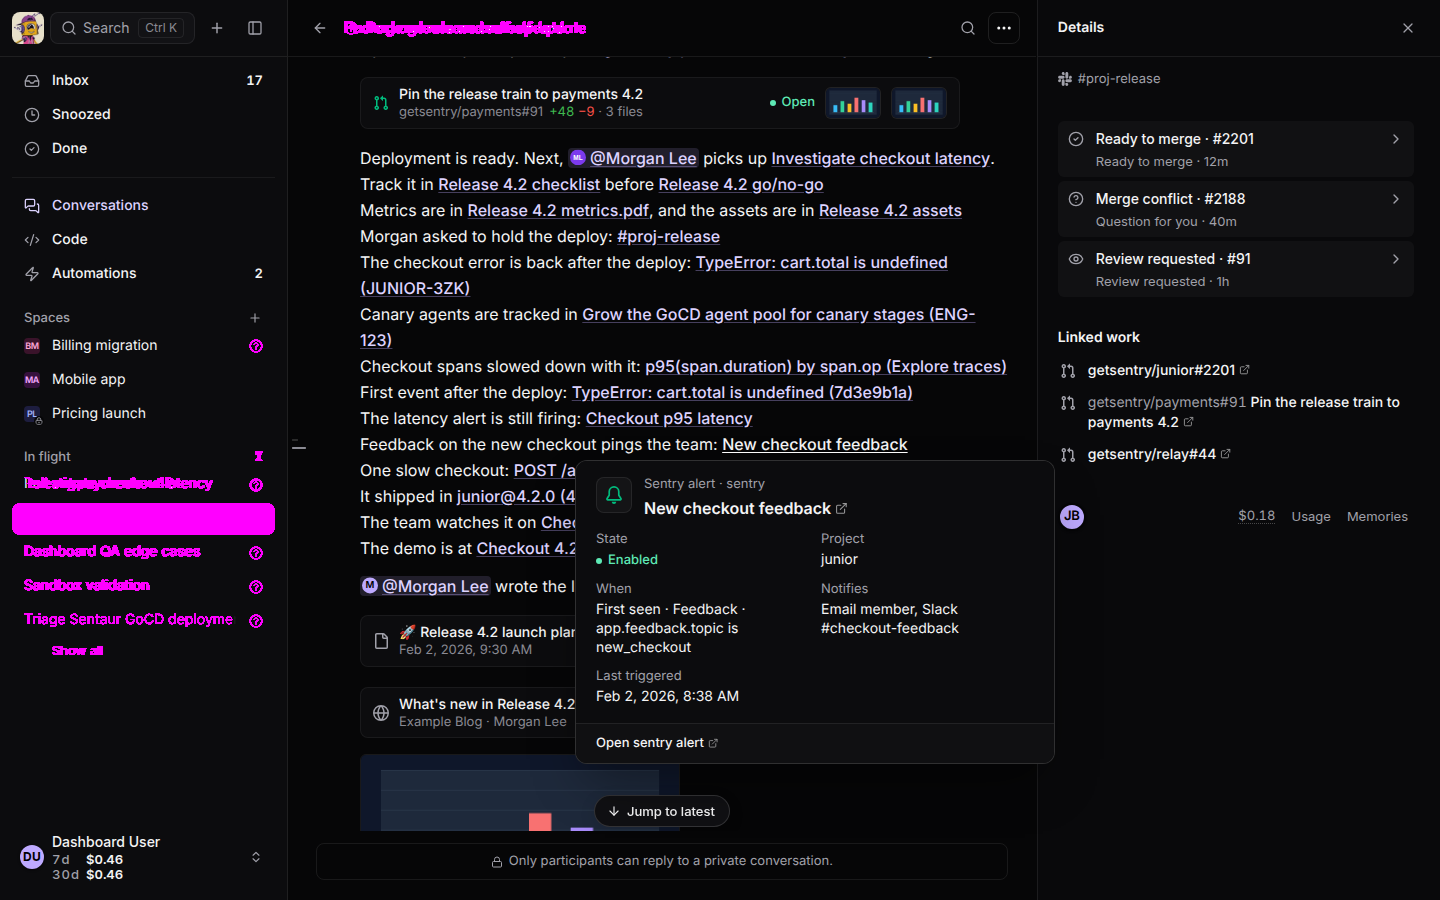 Search Ctrl K
Inbox 17
Snoozed
Done
Conversations
Code
Automations 2
Spaces
BM Billing migration
MA Mobile app
PL Pricing launch
In flight
Dashboard QA edge cases
Sandbox validation
Triage Sentaur GoCD deployme
Show all
DU Dashboard User
7d $0.46
30d $0.46
Pin the release train to payments 4.2
getsentry/payments#91 +48 −9 · 3 files
Open
Deployment is ready. Next, ML @Morgan Lee picks up Investigate checkout latency.
Track it in Release 4.2 checklist before Release 4.2 go/no-go
Metrics are in Release 4.2 metrics.pdf, and the assets are in Release 4.2 assets
Morgan asked to hold the deploy: #proj-release
The checkout error is back after the deploy: TypeError: cart.total is undefined
(JUNIOR-3ZK)
Canary agents are tracked in Grow the GoCD agent pool for canary stages (ENG-
123)
Checkout spans slowed down with it: p95(span.duration) by span.op (Explore traces)
First event after the deploy: TypeError: cart.total is undefined (7d3e9b1a)
The latency alert is still firing: Checkout p95 latency
Feedback on the new checkout pings the team: New checkout feedback
One slow checkout: POST /a
It shipped in junior@4.2.0 (4
The team watches it on Chec
The demo is at Checkout 4.2
M @Morgan Lee wrote the l
🚀 Release 4.2 launch plan
Feb 2, 2026, 9:30 AM
What's new in Release 4.2
Example Blog · Morgan Lee
Sentry alert · sentry
New checkout feedback
State
Enabled
Project
junior
When
First seen · Feedback ·
app.feedback.topic is
new_checkout
Notifies
Email member, Slack
#checkout-feedback
Last triggered
Feb 2, 2026, 8:38 AM
Open sentry alert
Jump to latest
Only participants can reply to a private conversation.
Details
#proj-release
Ready to merge · #2201
Ready to merge · 12m
Merge conflict · #2188
Question for you · 40m
Review requested · #91
Review requested · 1h
Linked work
getsentry/junior#2201
getsentry/payments#91 Pin the release train to
payments 4.2
getsentry/relay#44
JB $0.18 Usage Memories